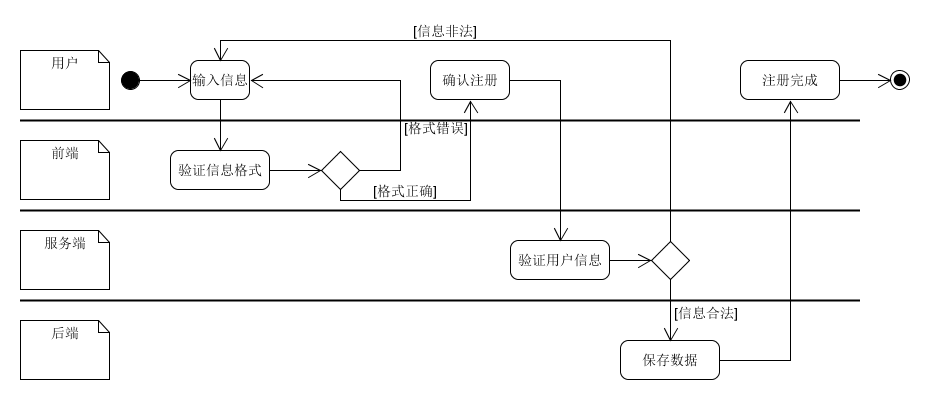 [信息非法]
用户
输入信息
确认注册
注册完成
[格式错误]
前端
验证信息格式
[格式正确]
服务端
验证用户信息
[信息合法]
后端
保存数据